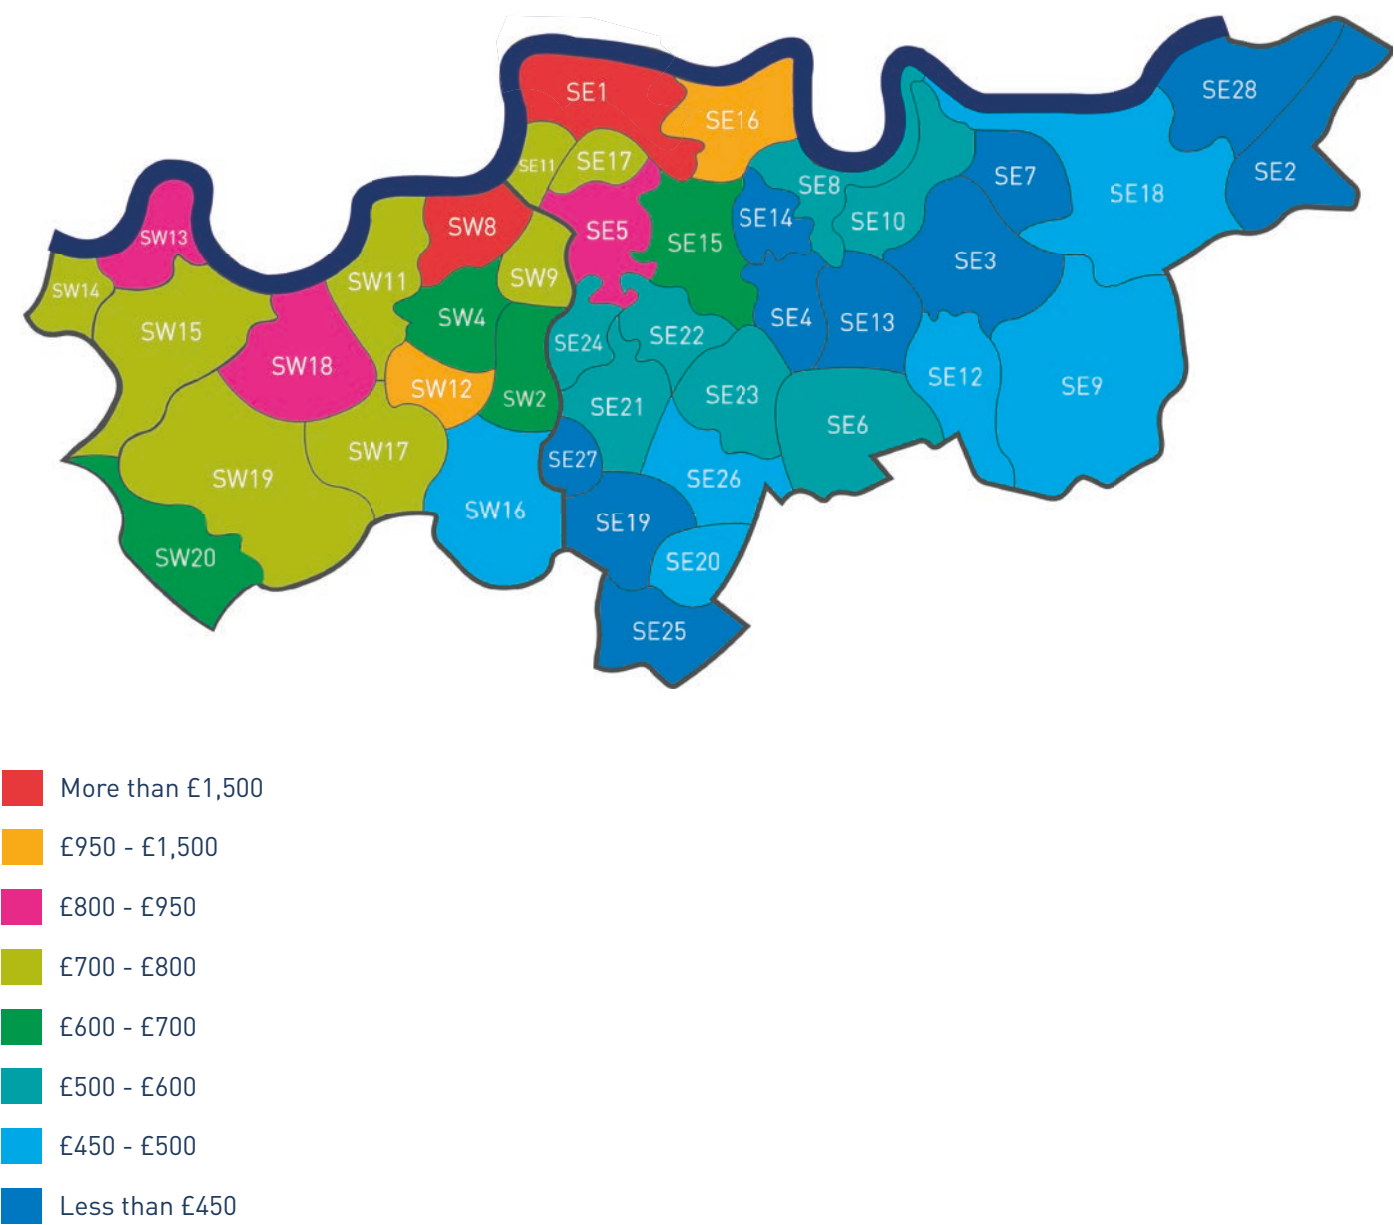 SE1
SE16
SE28
SE11
SE17
SE7
SE2
SE8
SE18
SW13
SW8
SE5
SE14
SE10
SE15
SE3
SW14
SW11
SW9
SW15
SW4
SE4
SE13
SE24
SE22
SW18
SW12
SW2
SE12
SE9
SE21
SE23
SE6
SW17
SE27
SW19
SE26
SW16
SE19
SW20
SE20
SE25
More than £1,500
£950 - £1,500
£800 - £950
£700 - £800
£600 - £700
£500 - £600
£450 - £500
Less than £450